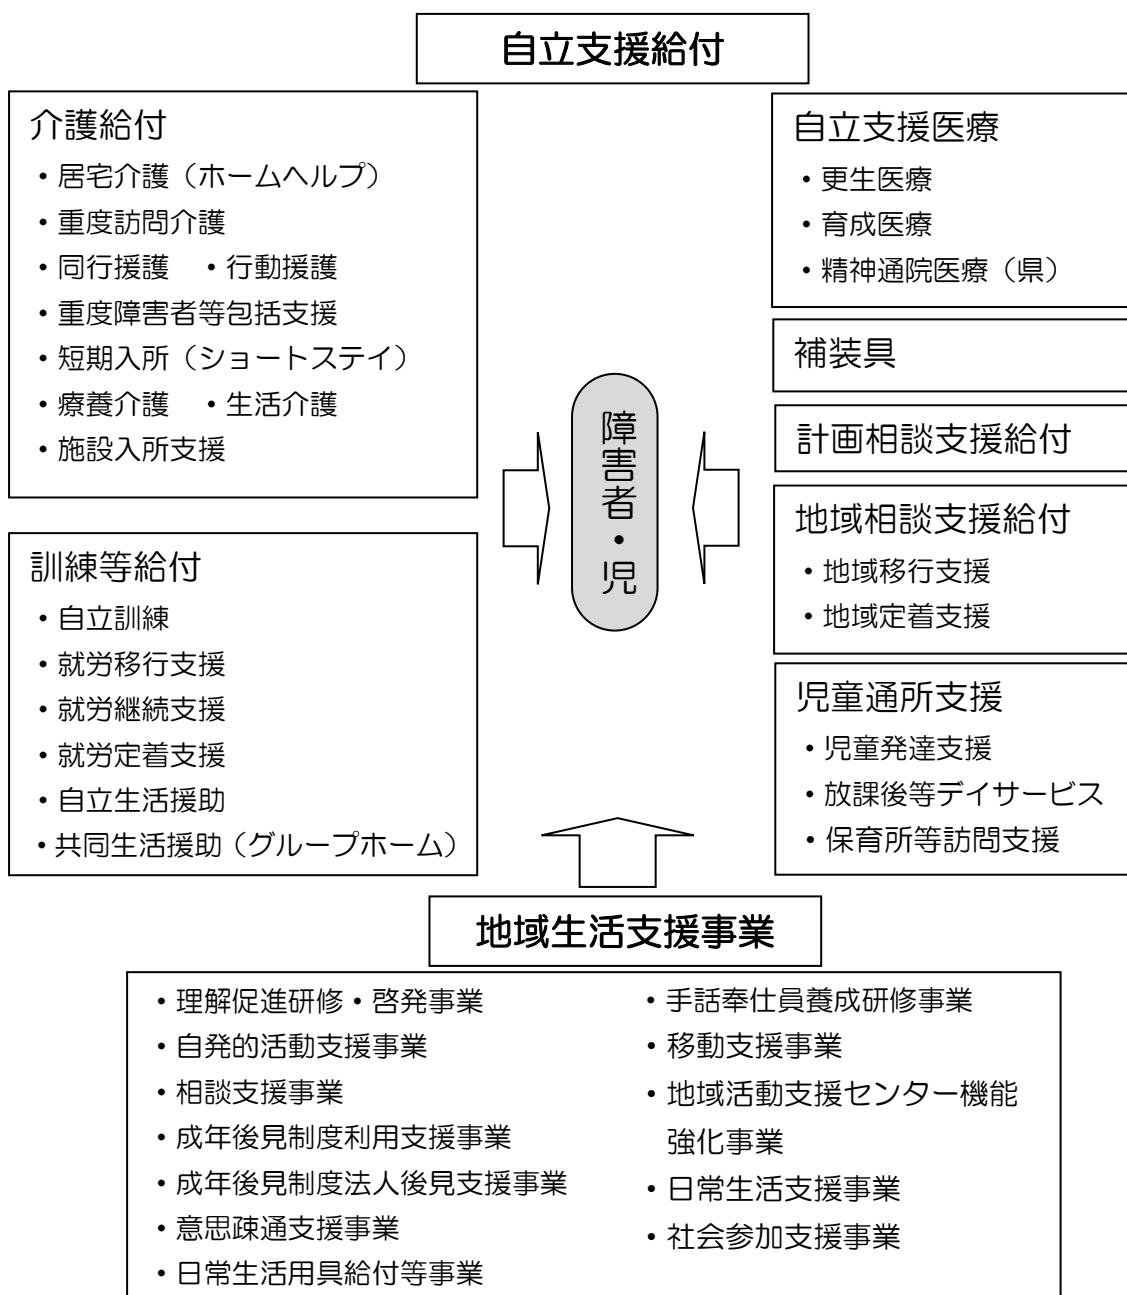 自立支援給付
介護給付
・居宅介護（ホームヘルプ）
・重度訪問介護
・同行援護　・行動援護
・重度障害者等包括支援
・短期入所（ショートステイ）
・療養介護　・生活介護
・施設入所支援
訓練等給付
・自立訓練
・就労移行支援
・就労継続支援
・就労定着支援
・自立生活援助
・共同生活援助（グループホーム）
障害者・児
自立支援医療
・更生医療
・育成医療
・精神通院医療（県）
補装具
計画相談支援給付
地域相談支援給付
・地域移行支援
・地域定着支援
児童通所支援
・児童発達支援
・放課後等デイサービス
・保育所等訪問支援
地域生活支援事業
・理解促進研修・啓発事業
・自発的活動支援事業
・相談支援事業
・成年後見制度利用支援事業
・成年後見制度法人後見支援事業
・意思疎通支援事業
・日常生活用具給付等事業
・手話奉仕員養成研修事業
・移動支援事業
・地域活動支援センター機能
強化事業
・日常生活支援事業
・社会参加支援事業